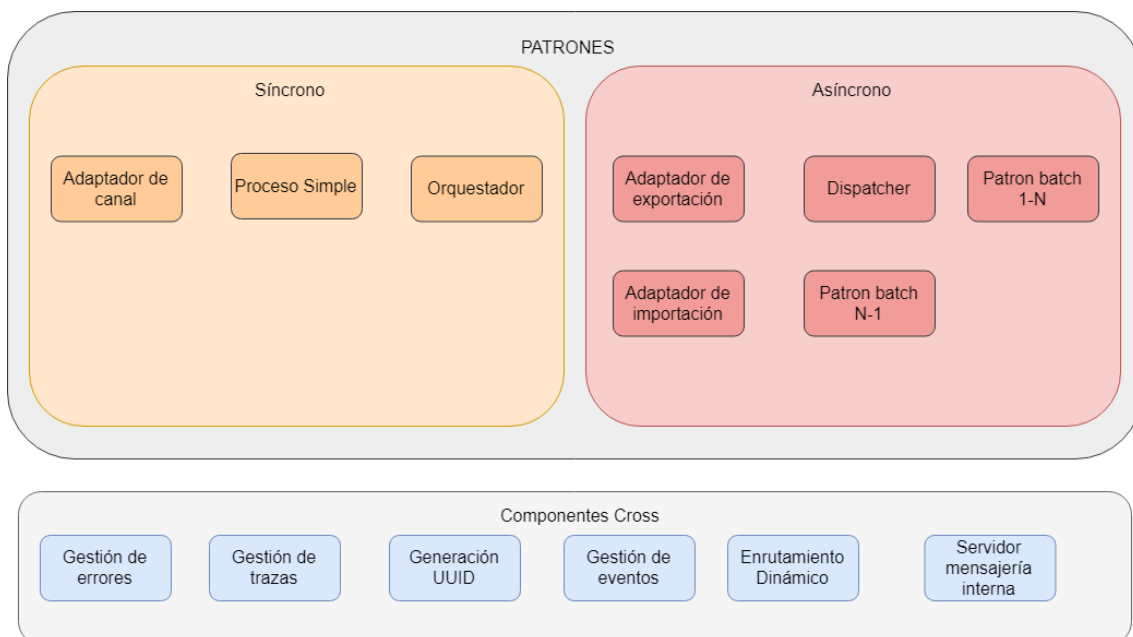 PATRONES
Síncrono
Adaptador de
canal
Proceso Simple
Orquestador
Asíncrono
Adaptador de
exportación
Dispatcher
Patron batch
1-N
Adaptador de
importación
Patron batch
N-1
Componentes Cross
Gestión de
errores
Gestión de
trazas
Generación
UUID
Gestión de
eventos
Enrutamiento
Dinámico
Servidor
mensajería
interna